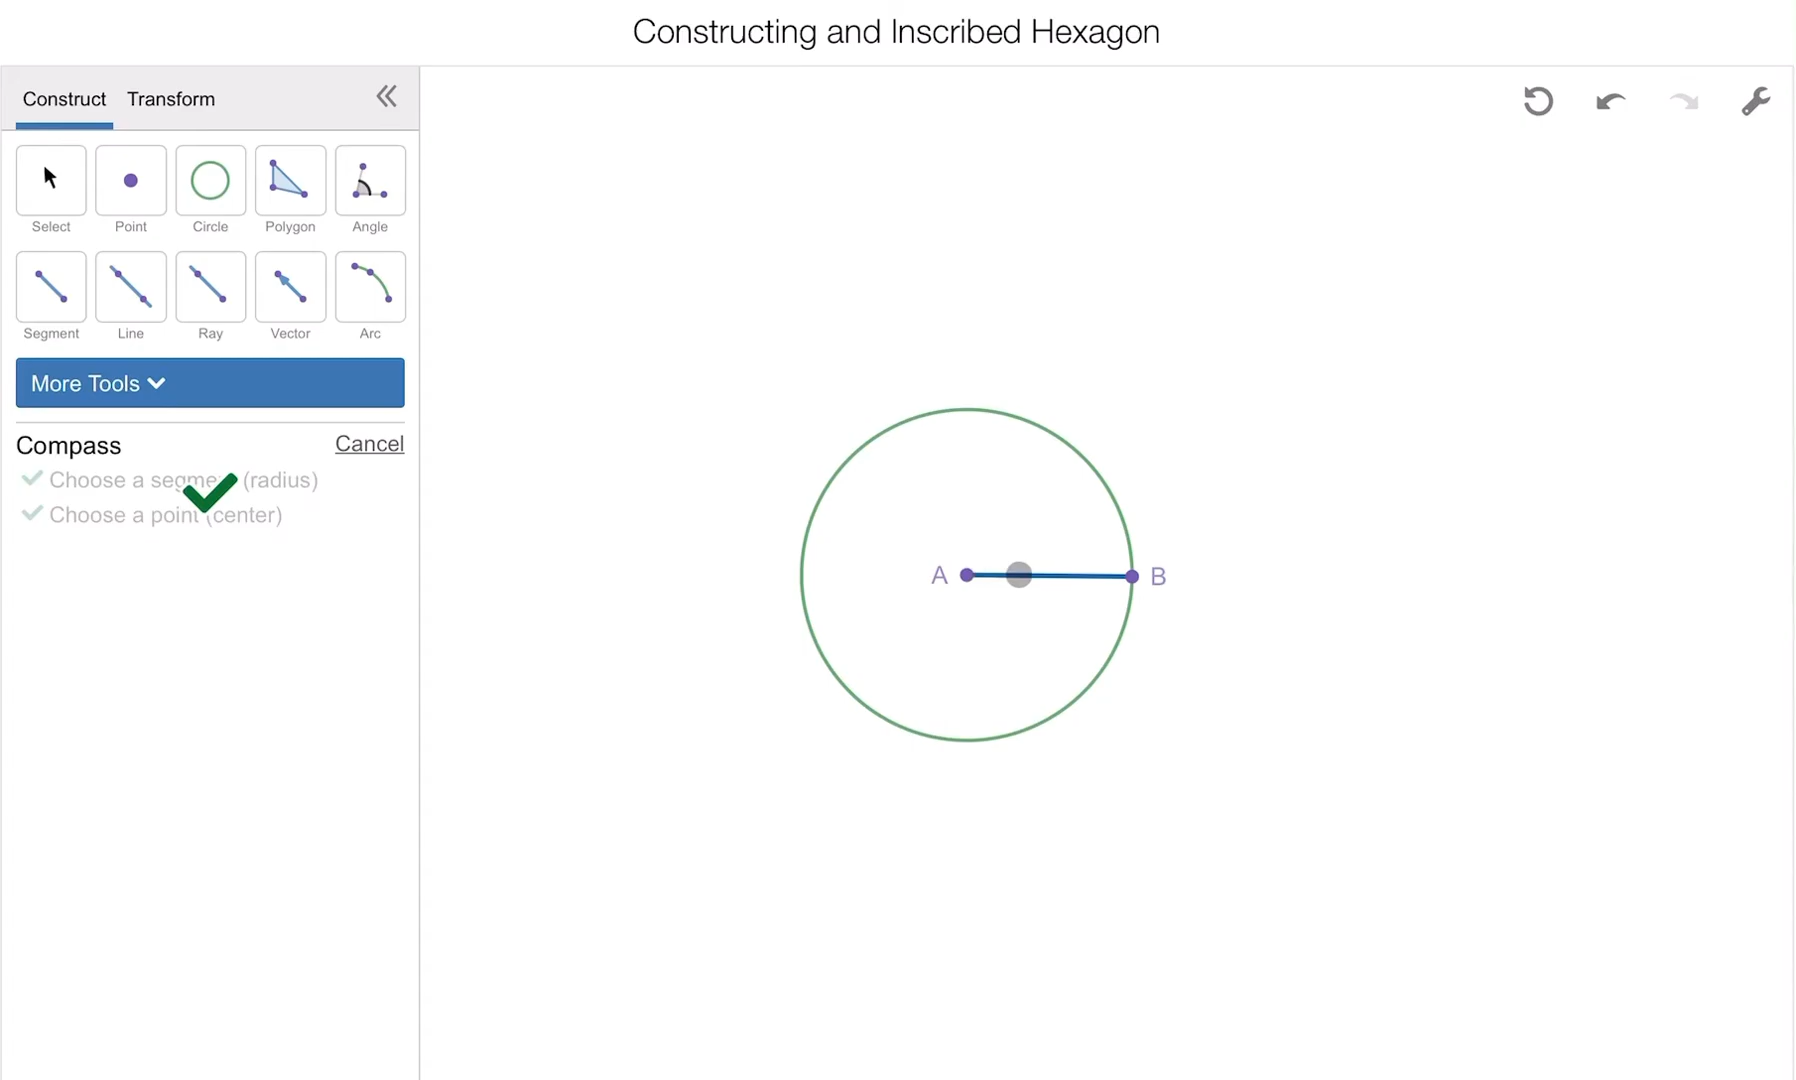 Constructing and Inscribed Hexagon
Construct Transform
Select Point Circle Polygon Angle
Segment Line Ray Vector Arc
More Tools
Compass Cancel
Choose a (radius)
Choose a point (center)
A B